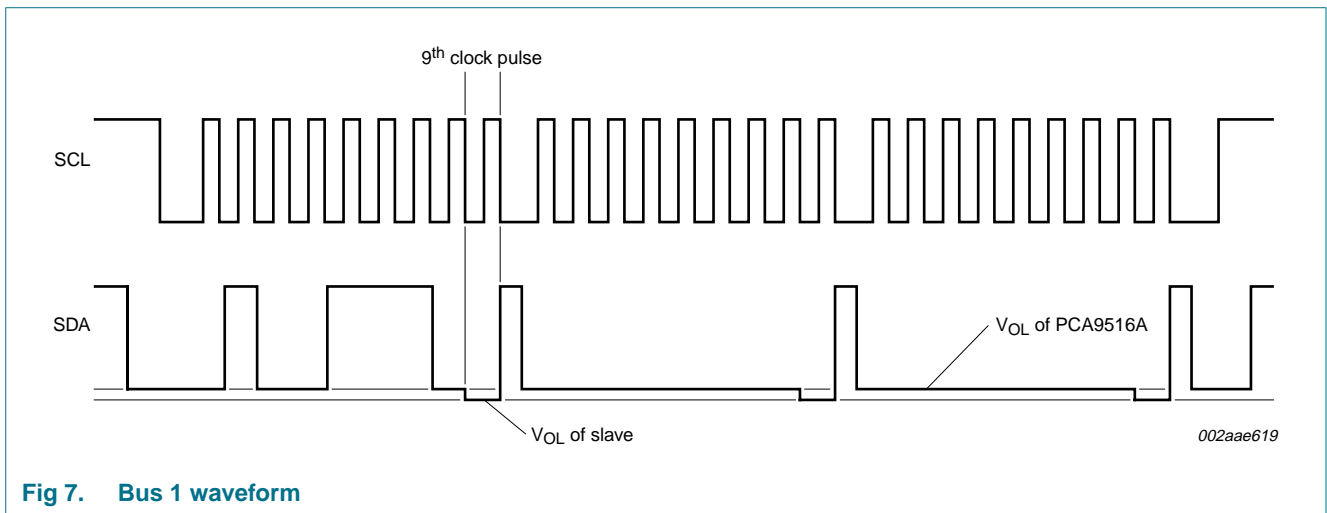 9th clock pulse
SCL
SDA
VOL of PCA9516A
VOL of slave
002aae619
Fig 7. Bus 1 waveform